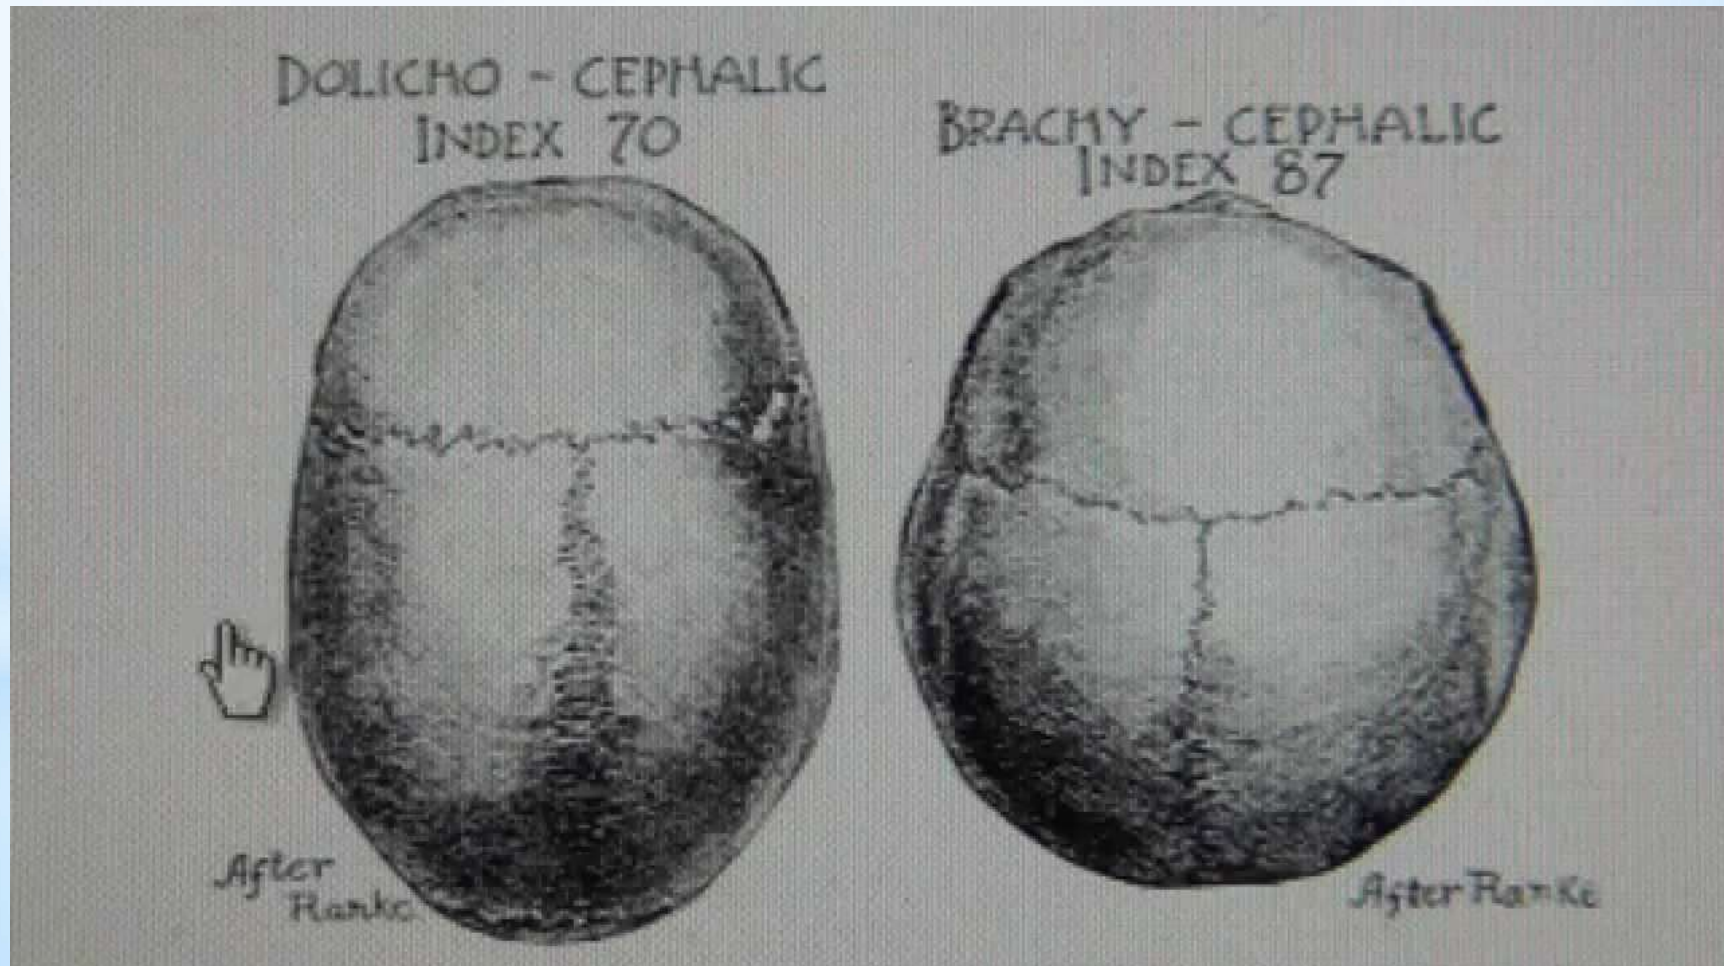 DOLICHO - CEPHALIC
INDEX 70
BRACHY - CEPHALIC
INDEX 87
After
Ranke
After Ranke